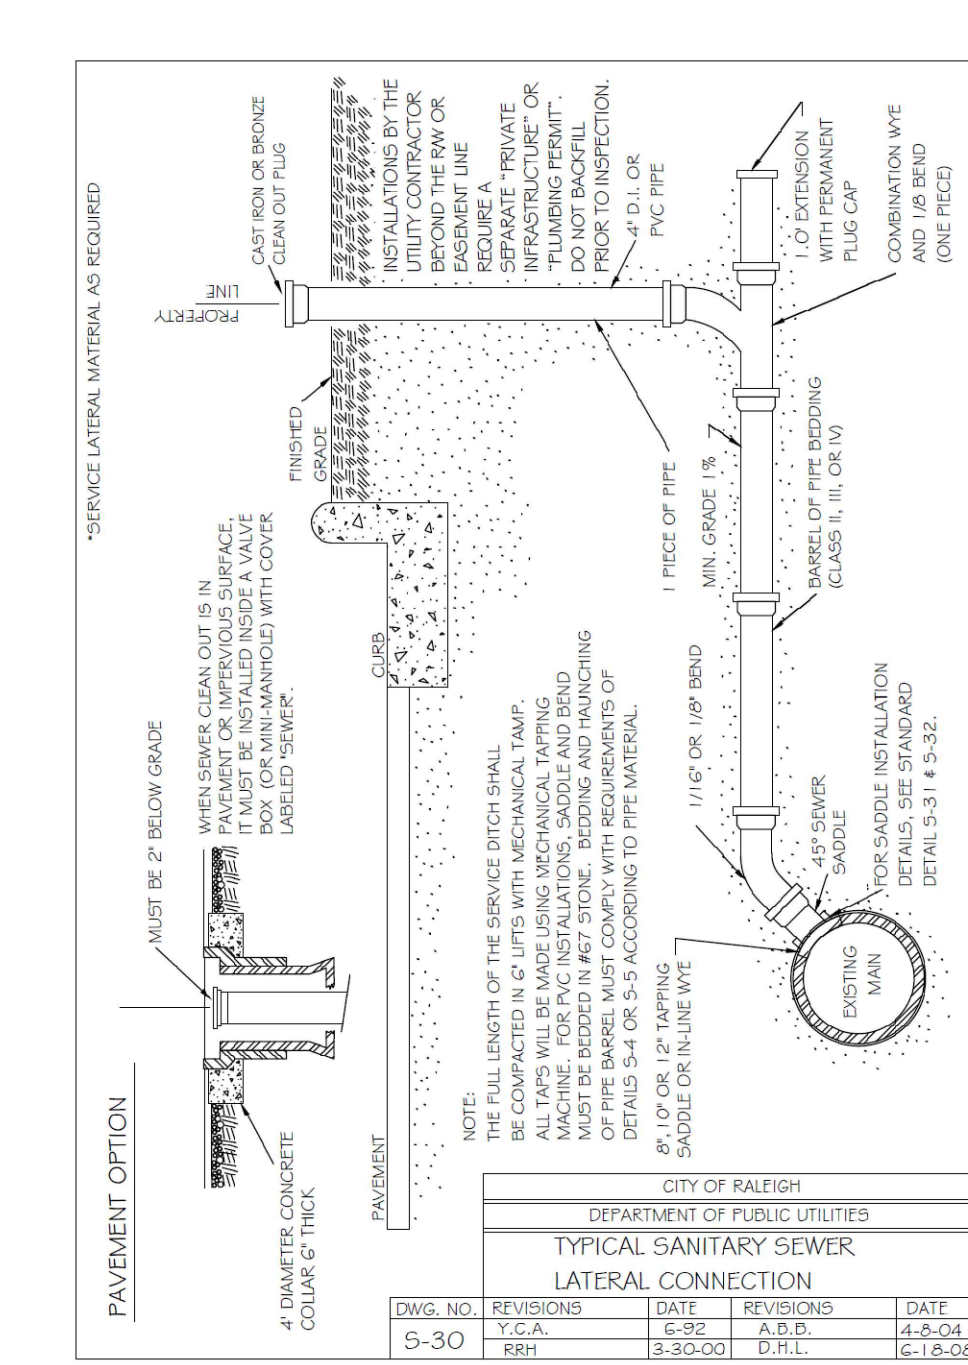 *SERVICE LATERAL MATERIAL AS REQUIRED
PAVEMENT OPTION
MUST BE 2" BELOW GRADE
WHEN SEWER CLEAN OUT IS IN
PAVEMENT OR IMPERVIOUS SURFACE,
IT MUST BE INSTALLED INSIDE A VALVE
BOX (OR MINI-MANHOLE) WITH COVER
LABELED "SEWER".
4' DIAMETER CONCRETE
COLLAR 6" THICK
PROPERTY
LINE
CAST IRON OR BRONZE
CLEAN OUT PLUG
FINISHED
GRADE
INSTALLATIONS BY THE
UTILITY CONTRACTOR
BEYOND THE R/W OR
EASEMENT LINE
REQUIRE A
SEPARATE "PRIVATE
INFRASTRUCTURE" OR
"PLUMBING PERMIT".
DO NOT BACKFILL
PRIOR TO INSPECTION.
PAVEMENT
CURB
4" D.I. OR
PVC PIPE
NOTE:
THE FULL LENGTH OF THE SERVICE DITCH SHALL
BE COMPACTED IN 6" LIFTS WITH MECHANICAL TAMP.
ALL TAPS WILL BE MADE USING MECHANICAL TAPPING
MACHINE. FOR PVC INSTALLATIONS, SADDLE AND BEND
MUST BE BEDDED IN #67 STONE. BEDDING AND HAUNCHING
OF PIPE BARREL MUST COMPLY WITH REQUIREMENTS OF
DETAILS S-4 OR S-5 ACCORDING TO PIPE MATERIAL.
8", 10" OR 12" TAPPING
SADDLE OR IN-LINE WYE
1/16" OR 1/8" BEND
1 PIECE OF PIPE
MIN. GRADE 1%
1.0' EXTENSION
WITH PERMANENT
PLUG CAP
COMBINATION WYE
AND 1/8 BEND
(ONE PIECE)
BARREL OF PIPE BEDDING
(CLASS II, III, OR IV)
45° SEWER
SADDLE
FOR SADDLE INSTALLATION
DETAILS, SEE STANDARD
DETAIL S-31 & S-32.
EXISTING
MAIN
CITY OF RALEIGH
DEPARTMENT OF PUBLIC UTILITIES
TYPICAL SANITARY SEWER
LATERAL CONNECTION
DWG. NO. REVISIONS DATE REVISIONS DATE
S-30 Y.C.A. 6-92 A.B.B. 4-8-04
RRH 3-30-00 D.H.L. 6-18-08